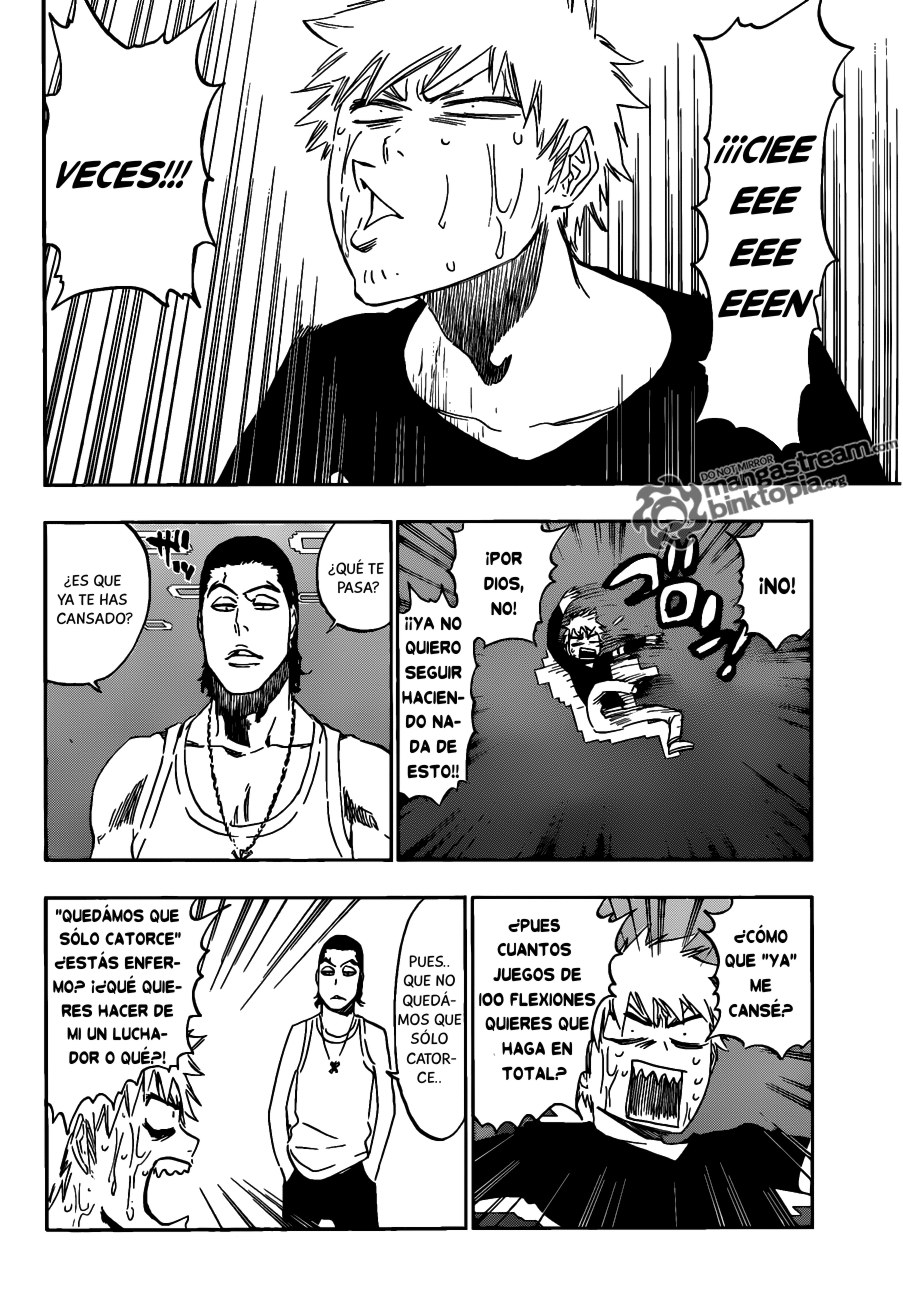 ¡¡¡CIEE
EEE
EEE
EEEN
VECES!!!
DO NOT MIRROR
mangastream.com
binktopia.org
¡NO!
¡POR
DIOS,
NO!
¡¡YA NO
QUIERO
SEGUIR
HACIEN-
DO NA-
DA DE
ESTO!!
¿QUÉ TE
PASA?
¿ES QUE
YA TE HAS
CANSADO?
¿CÓMO
QUE "YA"
ME
CANSÉ?
¿PUES
CUANTOS
JUEGOS DE
100 FLEXIONES
QUIERES QUE
HAGA EN
TOTAL?
PUES..
QUE NO
QUEDÁ-
MOS QUE
SÓLO
CATOR-
CE..
"QUEDÁMOS QUE
SÓLO CATORCE"
¿ESTÁS ENFER-
MO? ¡¿QUÉ QUIE-
RES HACER DE
MI UN LUCHA-
DOR O QUÉ?!